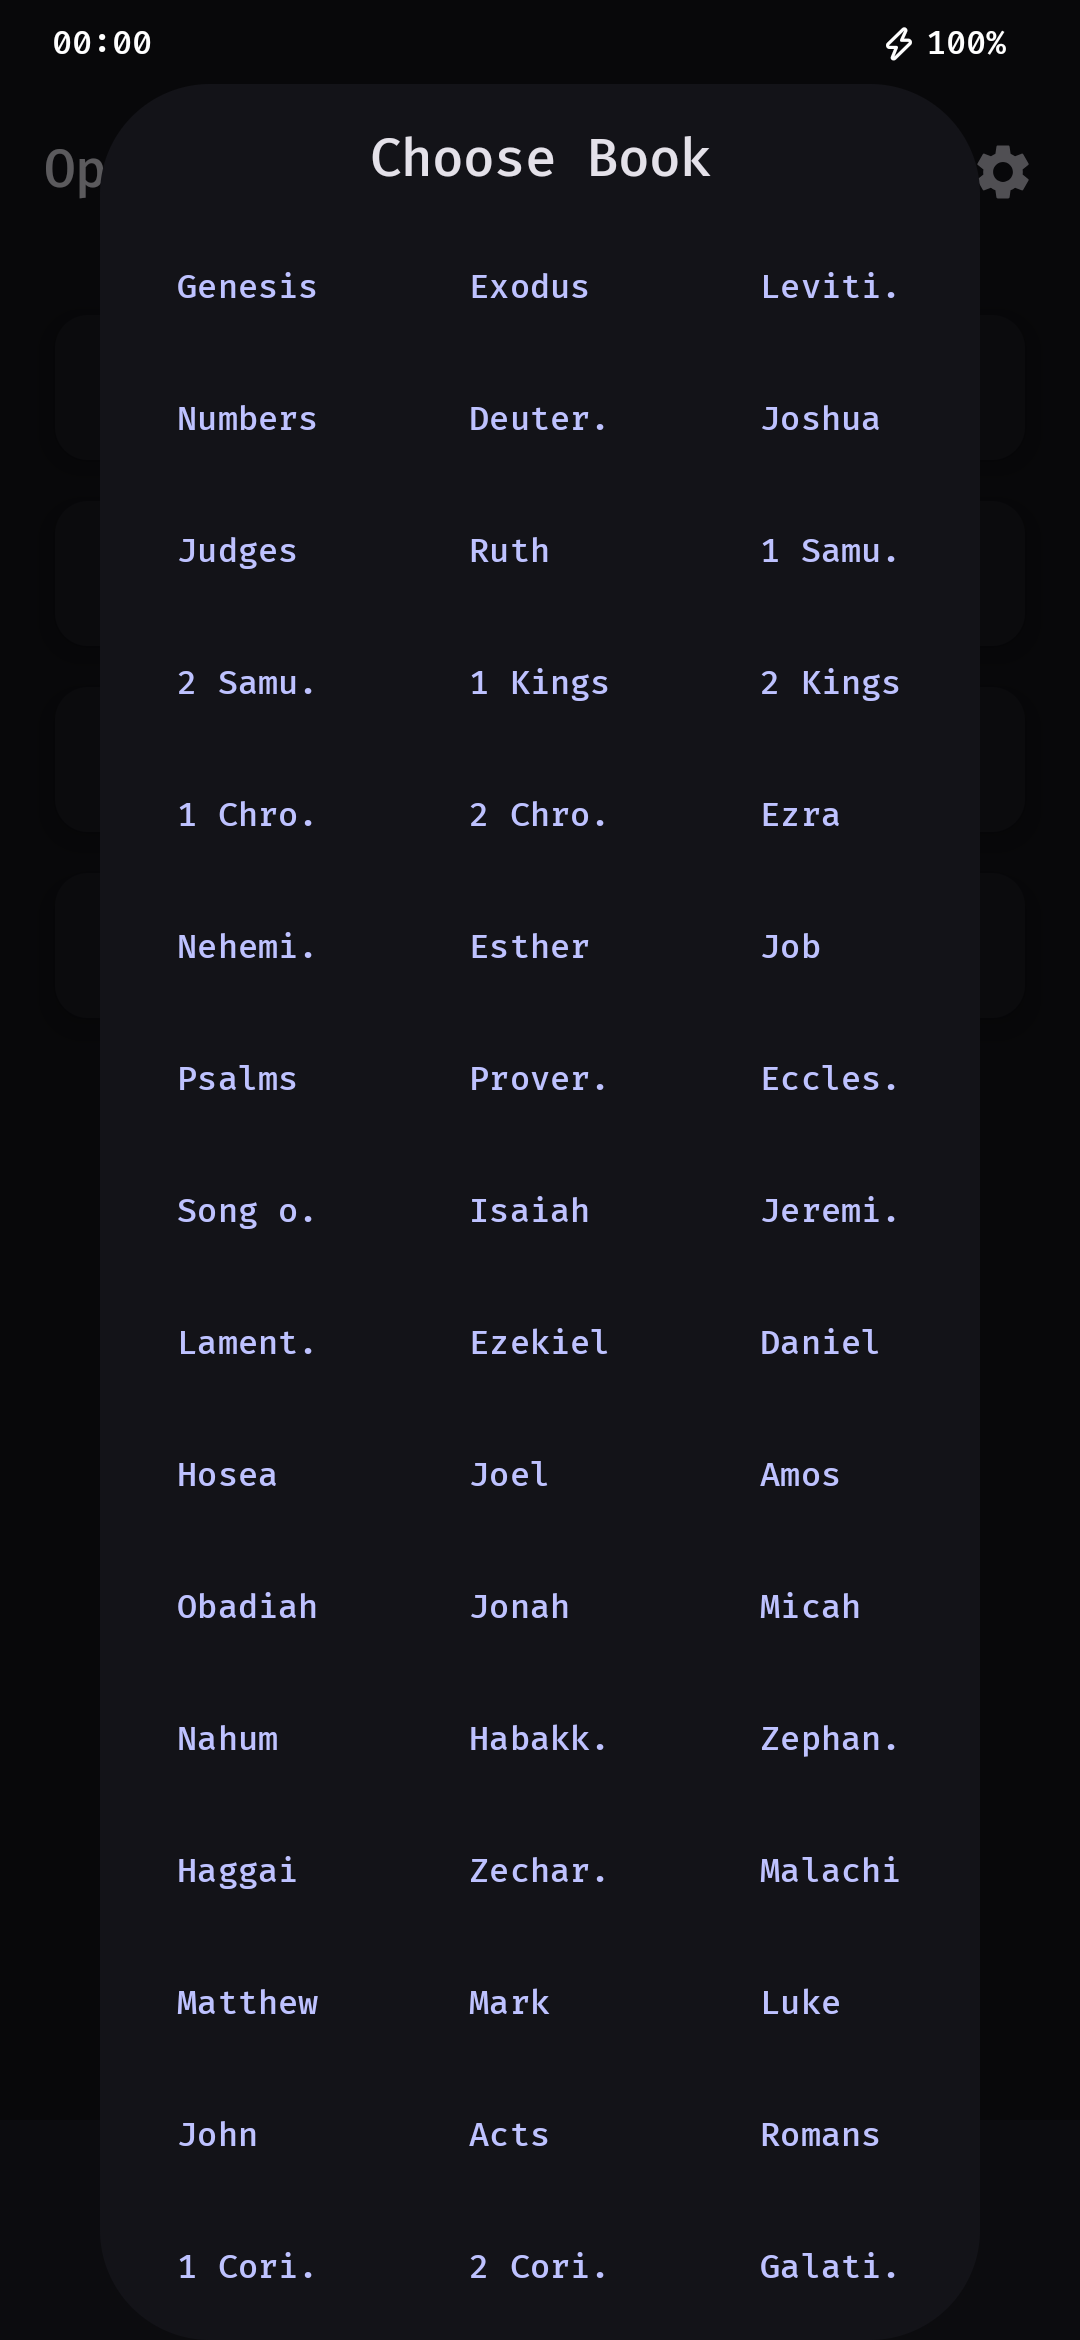 00:00 100%
Op
Choose Book
Genesis Exodus Leviti.
Numbers Deuter. Joshua
Judges Ruth 1 Samu.
2 Samu. 1 Kings 2 Kings
1 Chro. 2 Chro. Ezra
Nehemi. Esther Job
Psalms Prover. Eccles.
Song o. Isaiah Jeremi.
Lament. Ezekiel Daniel
Hosea Joel Amos
Obadiah Jonah Micah
Nahum Habakk. Zephan.
Haggai Zechar. Malachi
Matthew Mark Luke
John Acts Romans
1 Cori. 2 Cori. Galati.